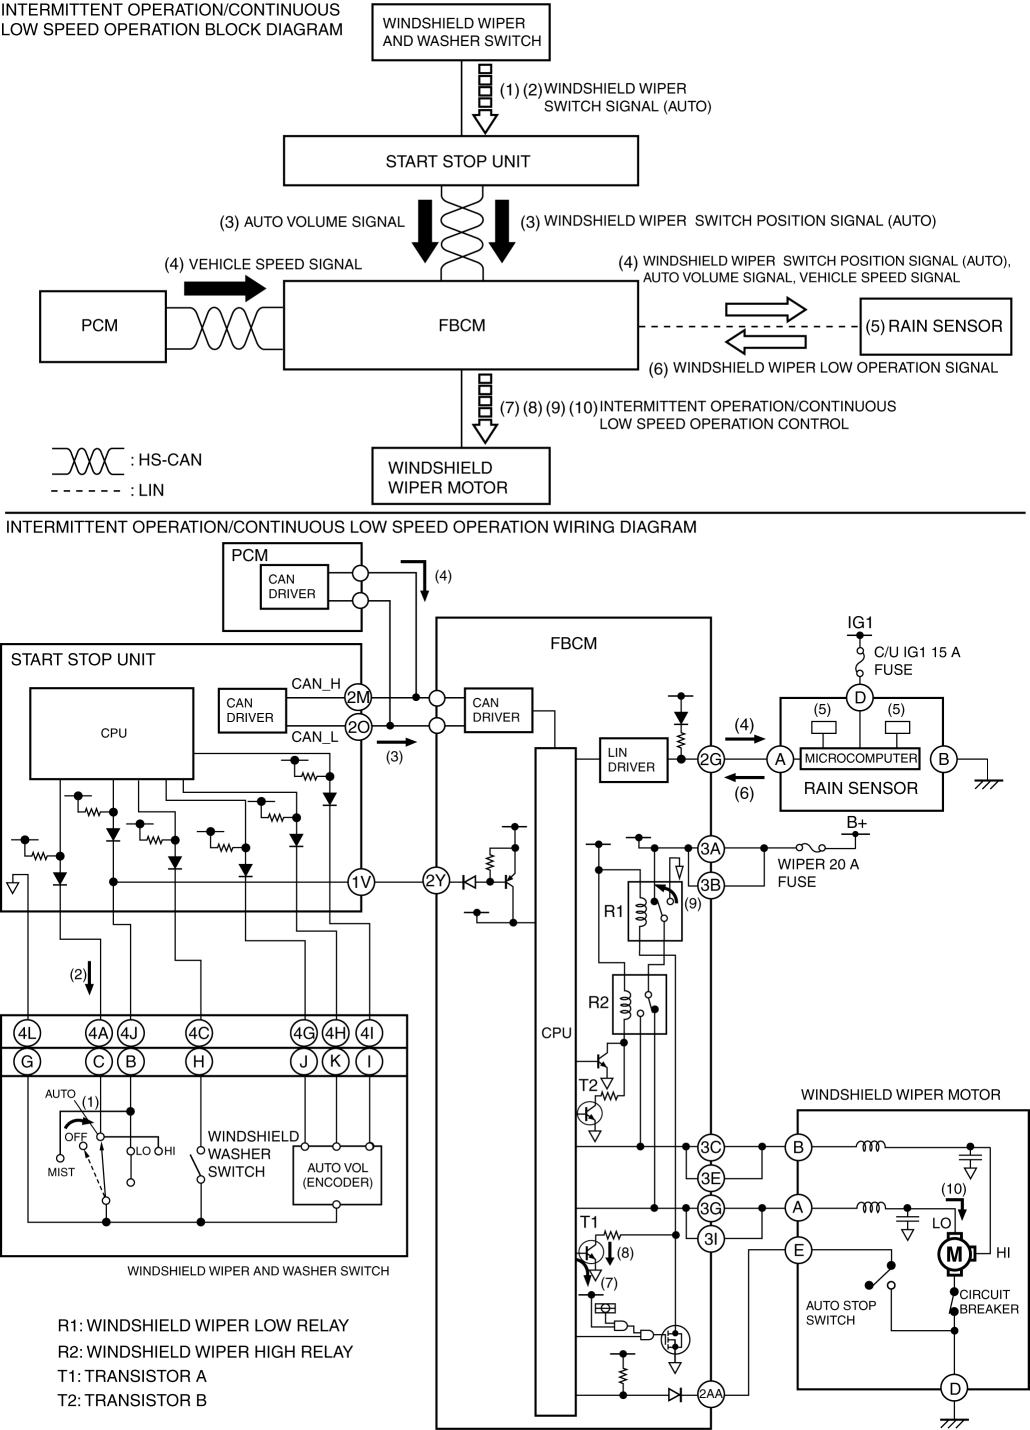 INTERMITTENT OPERATION/CONTINUOUS
LOW SPEED OPERATION BLOCK DIAGRAM
WINDSHIELD WIPER
AND WASHER SWITCH
(1) (2) WINDSHIELD WIPER
SWITCH SIGNAL (AUTO)
START STOP UNIT
(3) AUTO VOLUME SIGNAL
(3) WINDSHIELD WIPER SWITCH POSITION SIGNAL (AUTO)
(4) VEHICLE SPEED SIGNAL
(4) WINDSHIELD WIPER SWITCH POSITION SIGNAL (AUTO),
AUTO VOLUME SIGNAL, VEHICLE SPEED SIGNAL
PCM
FBCM
(5) RAIN SENSOR
(6) WINDSHIELD WIPER LOW OPERATION SIGNAL
(7) (8) (9) (10) INTERMITTENT OPERATION/CONTINUOUS
LOW SPEED OPERATION CONTROL
: HS-CAN
: LIN
WINDSHIELD
WIPER MOTOR
INTERMITTENT OPERATION/CONTINUOUS LOW SPEED OPERATION WIRING DIAGRAM
PCM
CAN
DRIVER
(4)
START STOP UNIT
CPU
CAN
DRIVER
CAN_H
CAN_L
2M
2O
(3)
FBCM
CAN
DRIVER
LIN
DRIVER
2G
(4)
(6)
IG1
C/U IG1 15 A
FUSE
D
(5)
(5)
A
MICROCOMPUTER
B
RAIN SENSOR
B+
WIPER 20 A
FUSE
3A
3B
1V
2Y
R1
(9)
R2
CPU
T2
(2)
4L
4A
4J
4C
4G
4H
4I
G
C
B
H
J
K
I
AUTO
(1)
OFF
MIST
LO
HI
WINDSHIELD
WASHER
SWITCH
AUTO VOL
(ENCODER)
WINDSHIELD WIPER AND WASHER SWITCH
3C
3E
3G
3I
T1
(8)
(7)
2AA
WINDSHIELD WIPER MOTOR
B
A
E
(10)
LO
M
HI
AUTO STOP
SWITCH
CIRCUIT
BREAKER
D
R1: WINDSHIELD WIPER LOW RELAY
R2: WINDSHIELD WIPER HIGH RELAY
T1: TRANSISTOR A
T2: TRANSISTOR B